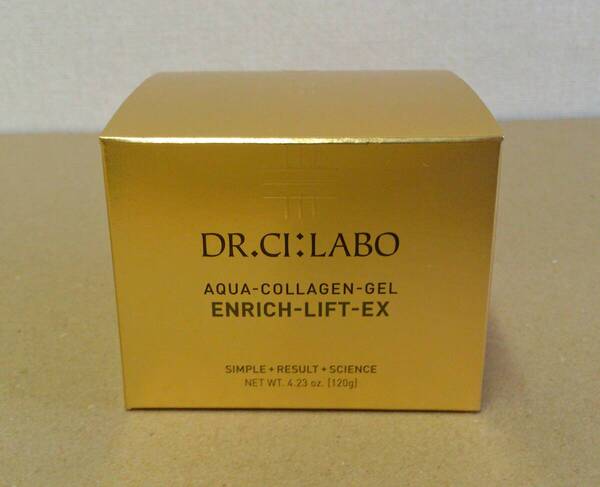 DR.CI:LABO
AQUA-COLLAGEN-GEL
ENRICH-LIFT-EX
SIMPLE + RESULT + SCIENCE
NET WT. 4.23 oz. [120g]